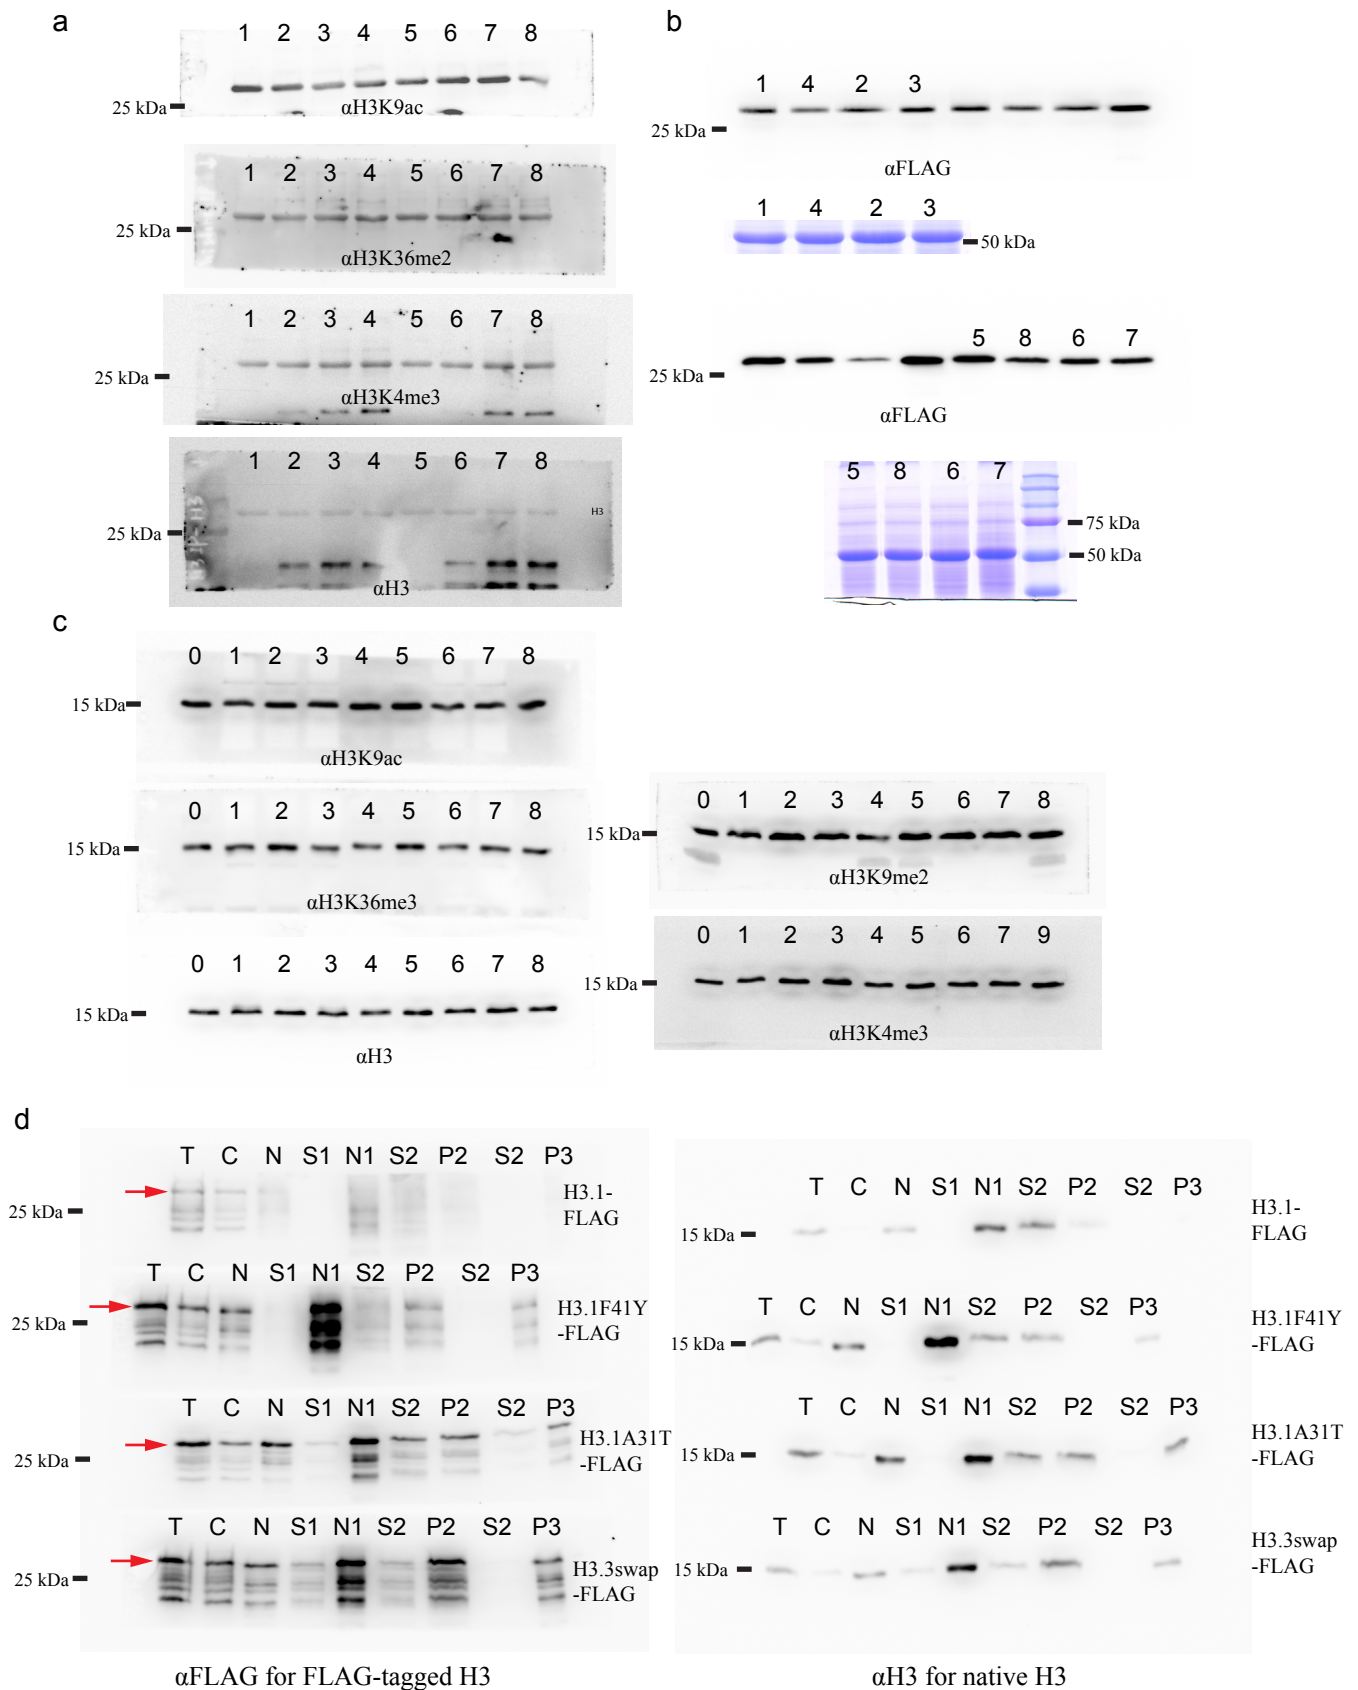 a
1 2 3 4 5 6 7 8
25 kDa
αH3K9ac
1 2 3 4 5 6 7 8
25 kDa
αH3K36me2
1 2 3 4 5 6 7 8
25 kDa
αH3K4me3
1 2 3 4 5 6 7 8
H3
25 kDa
αH3
b
1 4 2 3
25 kDa
αFLAG
1 4 2 3
50 kDa
5 8 6 7
25 kDa
αFLAG
5 8 6 7
75 kDa
50 kDa
c
0 1 2 3 4 5 6 7 8
15 kDa
αH3K9ac
0 1 2 3 4 5 6 7 8
15 kDa
αH3K36me3
0 1 2 3 4 5 6 7 8
15 kDa
αH3
0 1 2 3 4 5 6 7 8
15 kDa
αH3K9me2
0 1 2 3 4 5 6 7 9
15 kDa
αH3K4me3
d
T C N S1 N1 S2 P2 S2 P3
25 kDa
H3.1-
FLAG
T C N S1 N1 S2 P2 S2 P3
25 kDa
H3.1F41Y
-FLAG
T C N S1 N1 S2 P2 S2 P3
25 kDa
H3.1A31T
-FLAG
T C N S1 N1 S2 P2 S2 P3
25 kDa
H3.3swap
-FLAG
αFLAG for FLAG-tagged H3
T C N S1 N1 S2 P2 S2 P3
15 kDa
H3.1-
FLAG
T C N S1 N1 S2 P2 S2 P3
15 kDa
H3.1F41Y
-FLAG
T C N S1 N1 S2 P2 S2 P3
15 kDa
H3.1A31T
-FLAG
T C N S1 N1 S2 P2 S2 P3
15 kDa
H3.3swap
-FLAG
αH3 for native H3